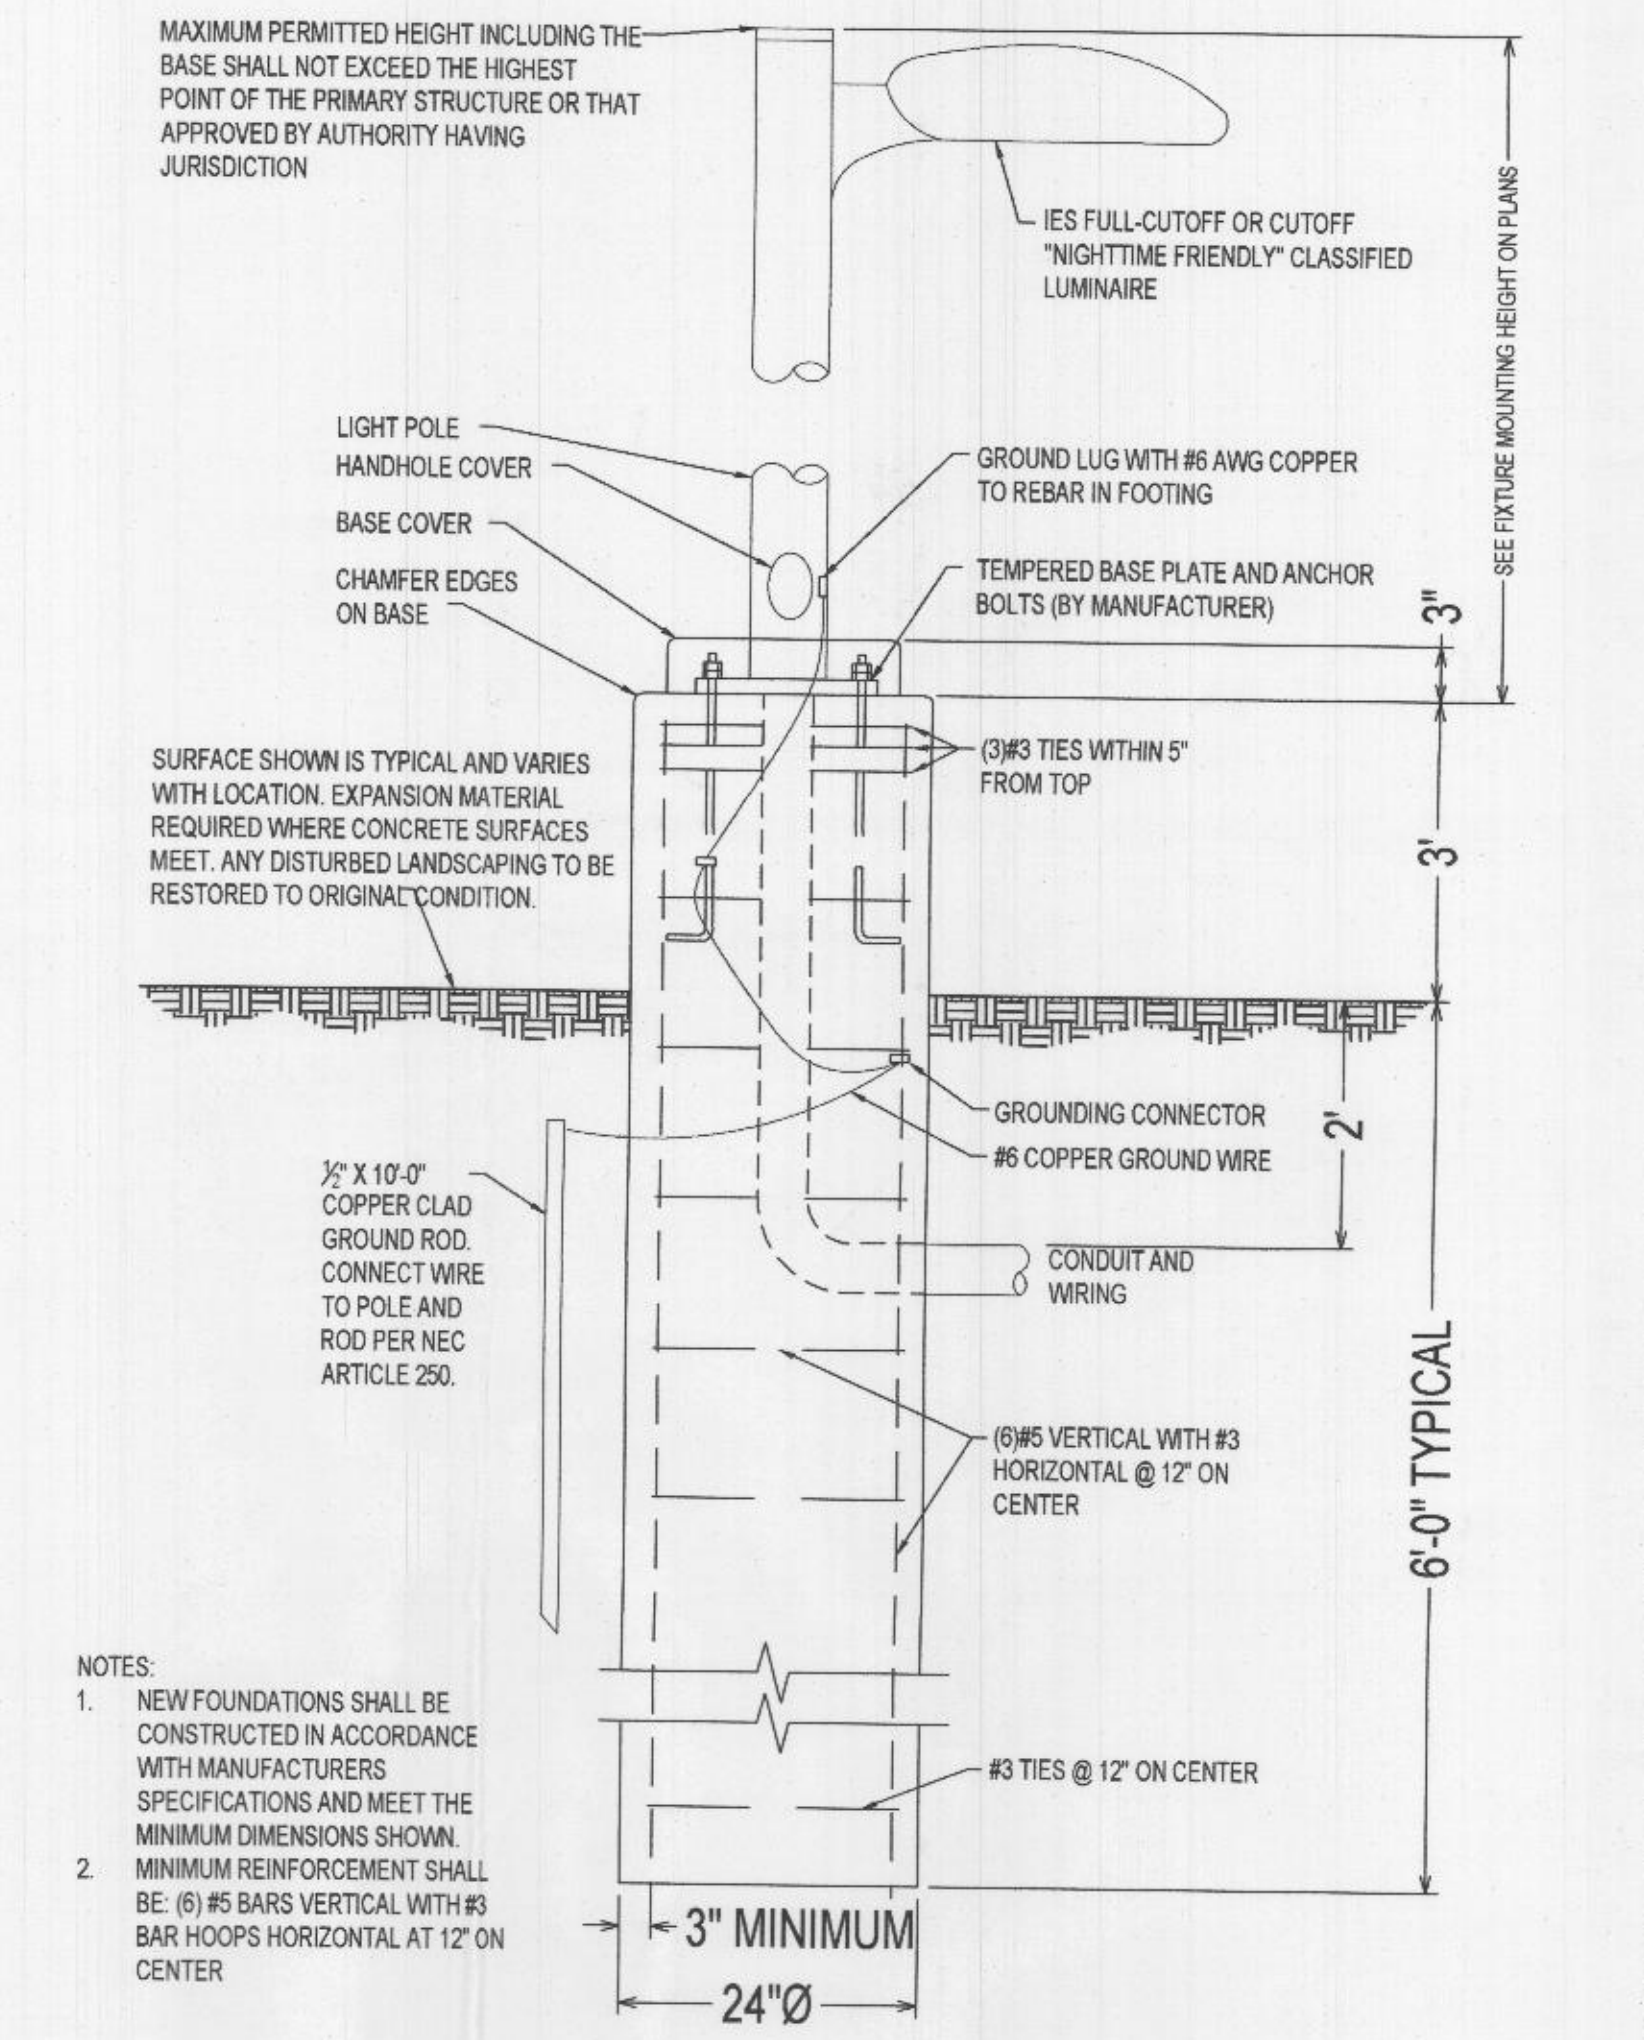 MAXIMUM PERMITTED HEIGHT INCLUDING THE
BASE SHALL NOT EXCEED THE HIGHEST
POINT OF THE PRIMARY STRUCTURE OR THAT
APPROVED BY AUTHORITY HAVING
JURISDICTION
IES FULL-CUTOFF OR CUTOFF
"NIGHTTIME FRIENDLY" CLASSIFIED
LUMINAIRE
SEE FIXTURE MOUNTING HEIGHT ON PLANS
LIGHT POLE
HANDHOLE COVER
BASE COVER
CHAMFER EDGES
ON BASE
GROUND LUG WITH #6 AWG COPPER
TO REBAR IN FOOTING
TEMPERED BASE PLATE AND ANCHOR
BOLTS (BY MANUFACTURER)
3"
(3)#3 TIES WITHIN 5"
FROM TOP
3'
SURFACE SHOWN IS TYPICAL AND VARIES
WITH LOCATION. EXPANSION MATERIAL
REQUIRED WHERE CONCRETE SURFACES
MEET. ANY DISTURBED LANDSCAPING TO BE
RESTORED TO ORIGINAL CONDITION.
GROUNDING CONNECTOR
#6 COPPER GROUND WIRE
2'
½" X 10'-0"
COPPER CLAD
GROUND ROD.
CONNECT WIRE
TO POLE AND
ROD PER NEC
ARTICLE 250.
CONDUIT AND
WIRING
6'-0" TYPICAL
(6)#5 VERTICAL WITH #3
HORIZONTAL @ 12" ON
CENTER
#3 TIES @ 12" ON CENTER
NOTES:
1. NEW FOUNDATIONS SHALL BE
CONSTRUCTED IN ACCORDANCE
WITH MANUFACTURERS
SPECIFICATIONS AND MEET THE
MINIMUM DIMENSIONS SHOWN.
2. MINIMUM REINFORCEMENT SHALL
BE: (6) #5 BARS VERTICAL WITH #3
BAR HOOPS HORIZONTAL AT 12" ON
CENTER
3" MINIMUM
24"Ø